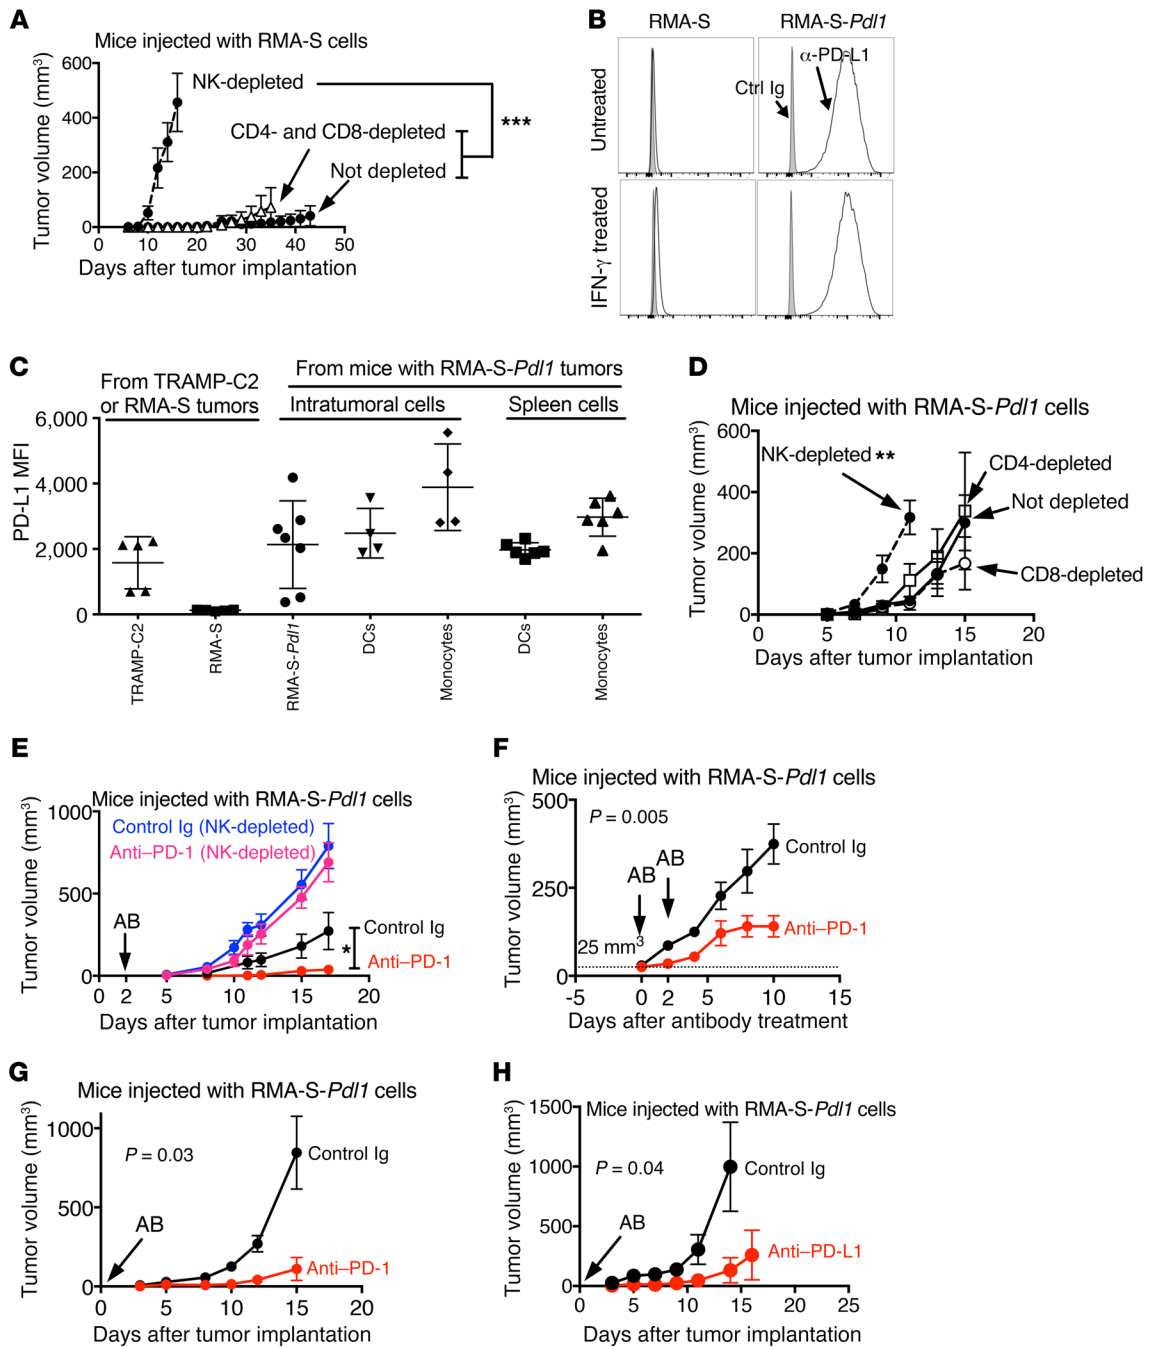 A
Mice injected with RMA-S cells
Tumor volume (mm³)
600
400
200
0
NK-depleted
CD4- and CD8-depleted
Not depleted
***
0 10 20 30 40 50
Days after tumor implantation
B
RMA-S RMA-S-Pdl1
Untreated
IFN-γ treated
Ctrl Ig
α-PD-L1
C
From TRAMP-C2
or RMA-S tumors
From mice with RMA-S-Pdl1 tumors
Intratumoral cells
Spleen cells
PD-L1 MFI
6,000
4,000
2,000
0
TRAMP-C2
RMA-S
RMA-S-Pdl1
DCs
Monocytes
DCs
Monocytes
D
Mice injected with RMA-S-Pdl1 cells
Tumor volume (mm³)
600
400
200
0
NK-depleted **
CD4-depleted
Not depleted
CD8-depleted
0 5 10 15 20
Days after tumor implantation
E
Mice injected with RMA-S-Pdl1 cells
Tumor volume (mm³)
1000
500
0
Control Ig (NK-depleted)
Anti–PD-1 (NK-depleted)
AB
Control Ig
*
Anti–PD-1
0 2 5 10 15 20
Days after tumor implantation
F
Mice injected with RMA-S-Pdl1 cells
Tumor volume (mm³)
500
250
0
P = 0.005
AB
AB
25 mm³
Control Ig
Anti–PD-1
-5 0 2 5 10 15
Days after antibody treatment
G
Mice injected with RMA-S-Pdl1 cells
Tumor volume (mm³)
1000
500
0
P = 0.03
AB
Control Ig
Anti–PD-1
0 5 10 15 20
Days after tumor implantation
H
Mice injected with RMA-S-Pdl1 cells
Tumor volume (mm³)
1500
1000
500
0
P = 0.04
AB
Control Ig
Anti–PD-L1
0 5 10 15 20 25
Days after tumor implantation